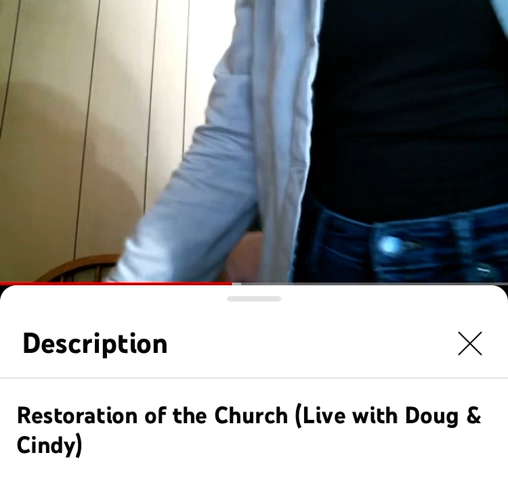 Description
Restoration of the Church (Live with Doug &
Cindy)